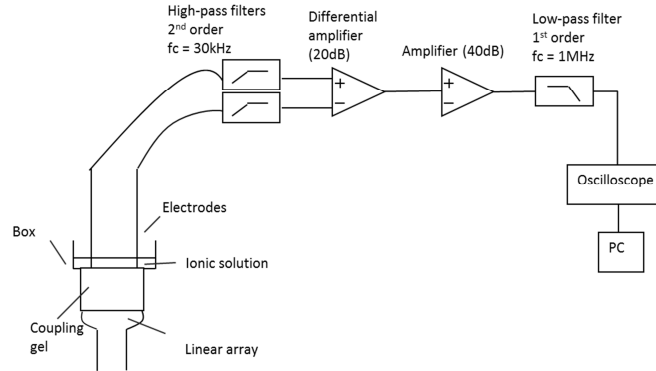 High-pass filters
2nd order
fc = 30kHz
Differential
amplifier
(20dB)
Amplifier (40dB)
Low-pass filter
1st order
fc = 1MHz
+
−
+
−
Oscilloscope
PC
Electrodes
Box
Ionic solution
Coupling
gel
Linear array